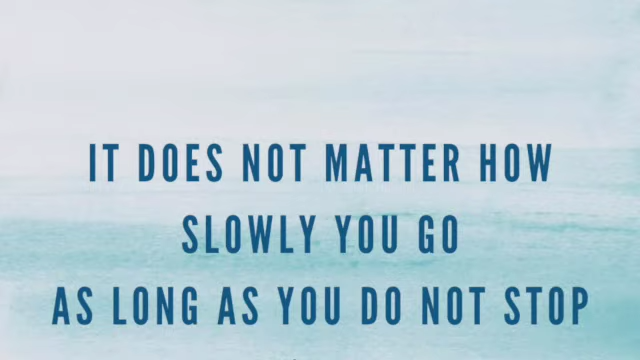 IT DOES NOT MATTER HOW
SLOWLY YOU GO
AS LONG AS YOU DO NOT STOP